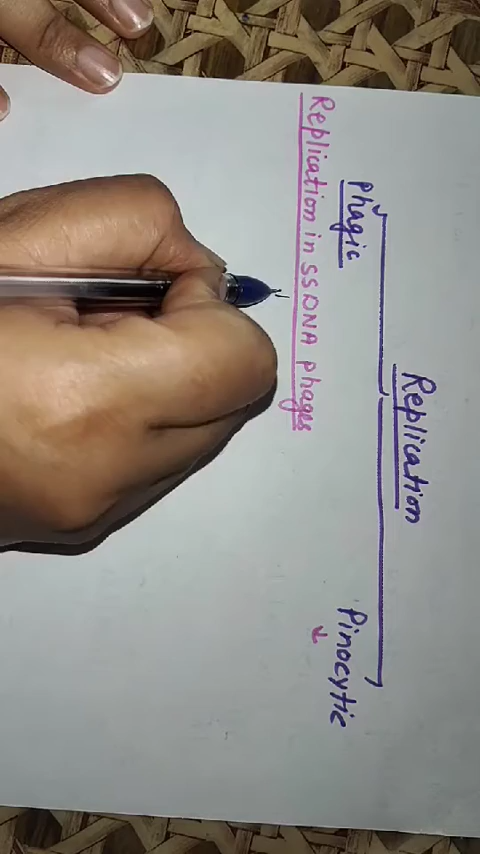 Replication
Phagic
Pinocytic
Replication in SSDNA phages